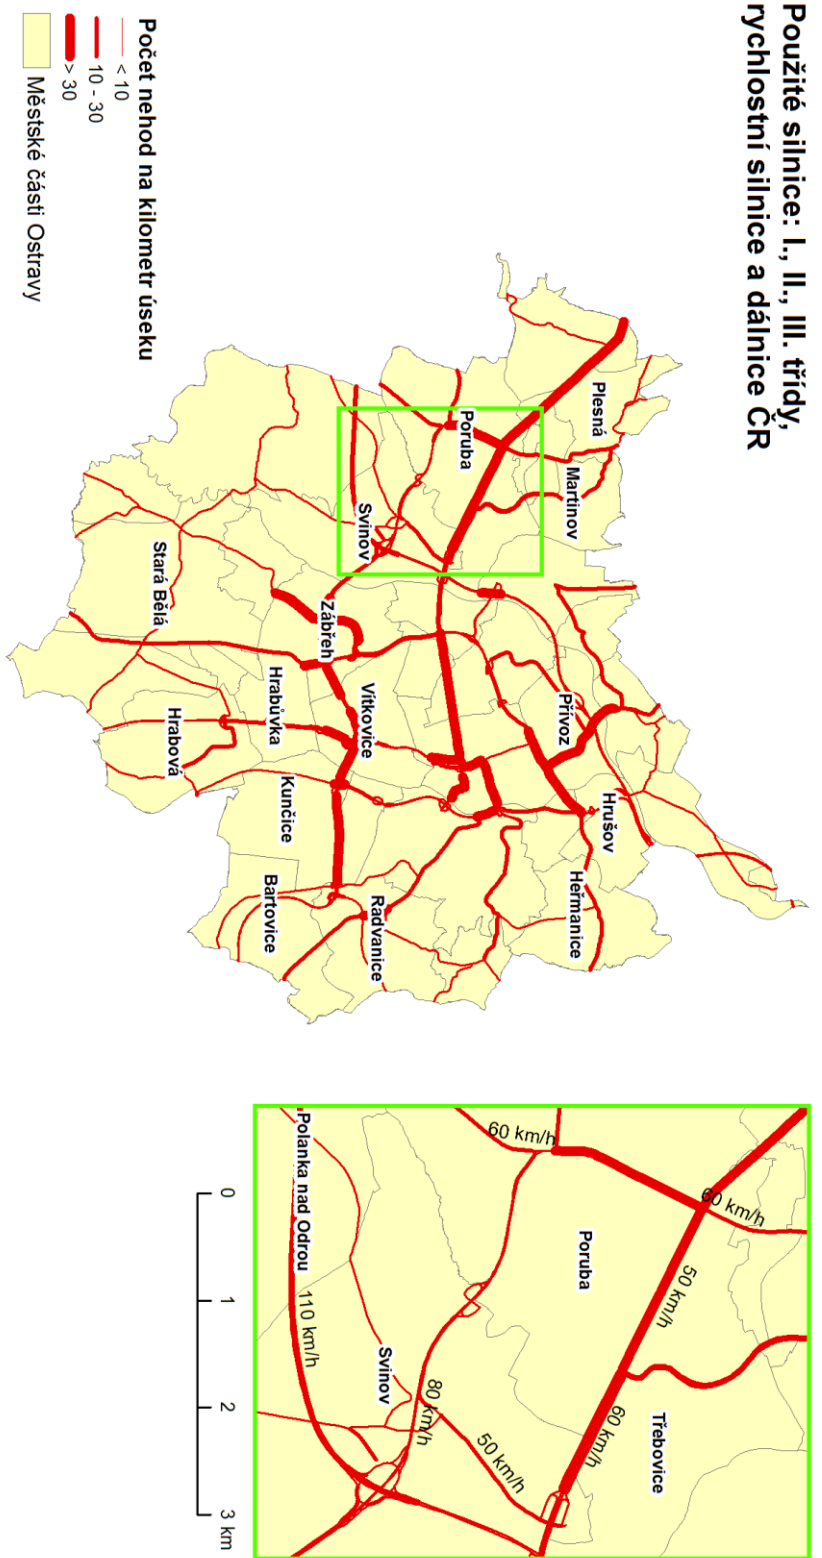 Použité silnice: I., II., III. třídy,
rychlostní silnice a dálnice ČR
Plesná
Martinov
Poruba
Svinov
Přívoz
Hrušov
Heřmanice
Zábřeh
Vítkovice
Radvanice
Stará Bělá
Hrabůvka
Kunčice
Bartovice
Hrabová
Počet nehod na kilometr úseku
< 10
10 - 30
> 30
Městské části Ostravy
60 km/h
60 km/h
50 km/h
Třebovice
Poruba
60 km/h
50 km/h
80 km/h
Svinov
Polanka nad Odrou
110 km/h
0
1
2
3 km